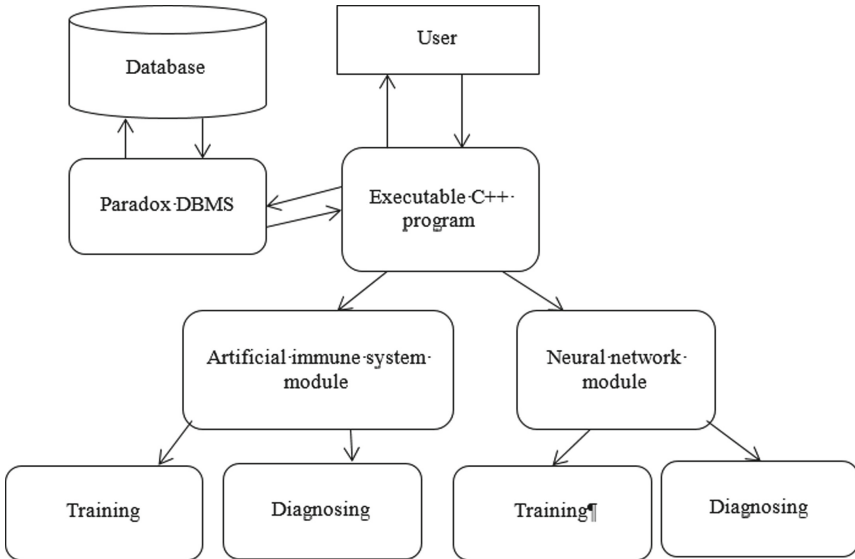 Database
User
Paradox·DBMS
Executable·C++·
program
Artificial·immune·system·
module
Neural·network·
module
Training
Diagnosing
Training¶
Diagnosing